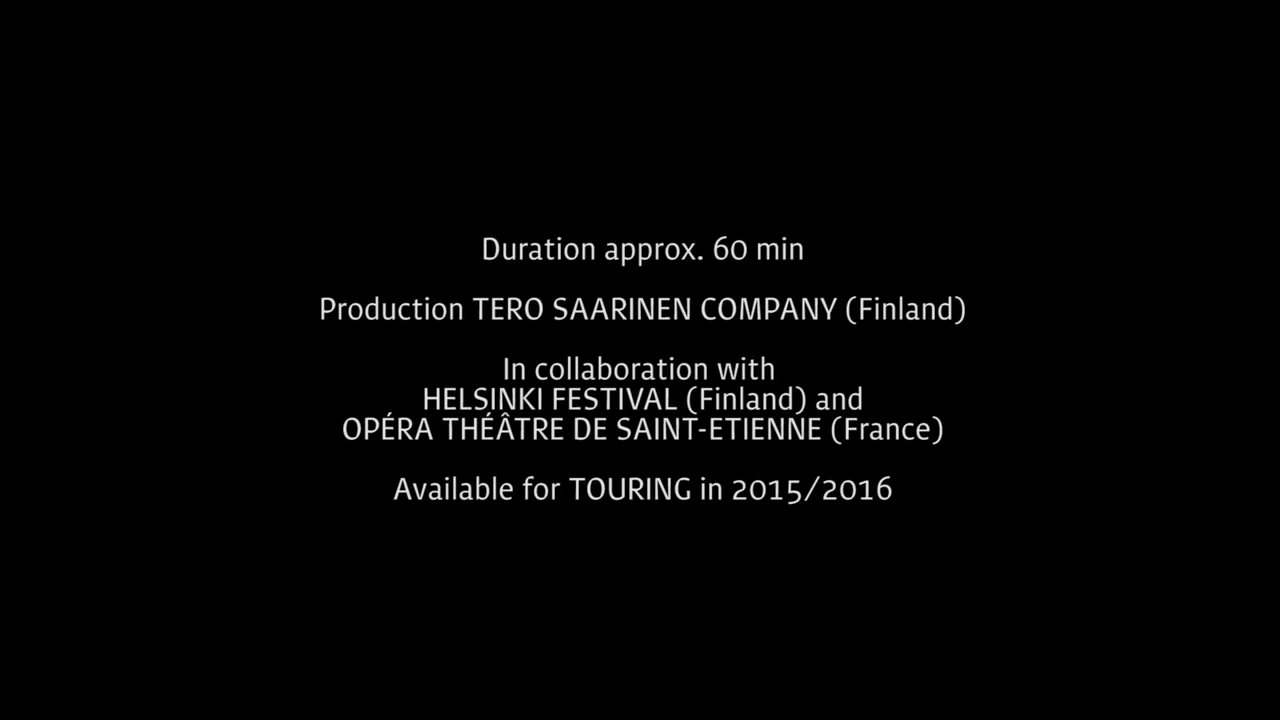 Duration approx. 60 min
Production TERO SAARINEN COMPANY (Finland)
In collaboration with
HELSINKI FESTIVAL (Finland) and
OPÉRA THÉÂTRE DE SAINT-ETIENNE (France)
Available for TOURING in 2015/2016